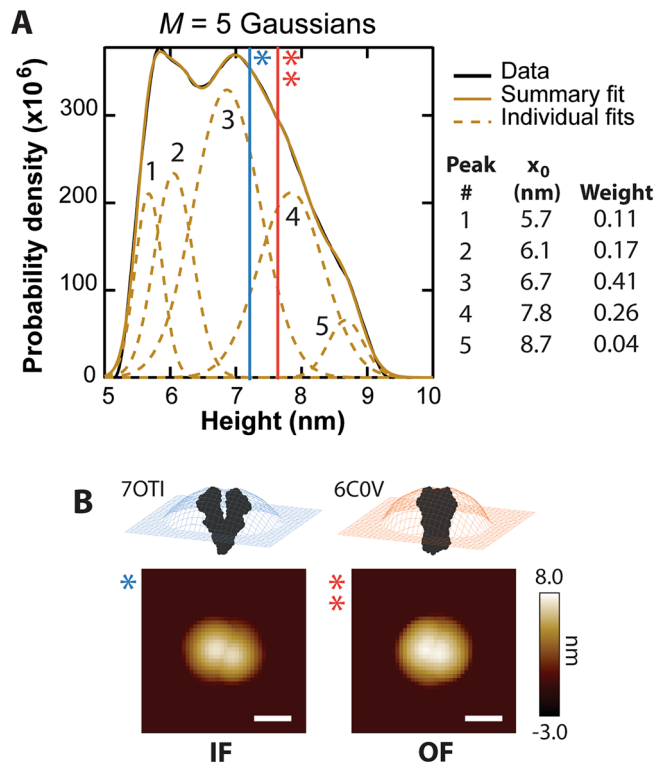 A
M = 5 Gaussians
Probability density (x10⁶)
300
200
100
0
5 6 7 8 9 10
Height (nm)
1
2
3
4
5
*
**
Data
Summary fit
Individual fits
Peak # x₀ (nm) Weight
1 5.7 0.11
2 6.1 0.17
3 6.7 0.41
4 7.8 0.26
5 8.7 0.04
B
7OTI
6C0V
*
**
8.0
nm
-3.0
IF
OF